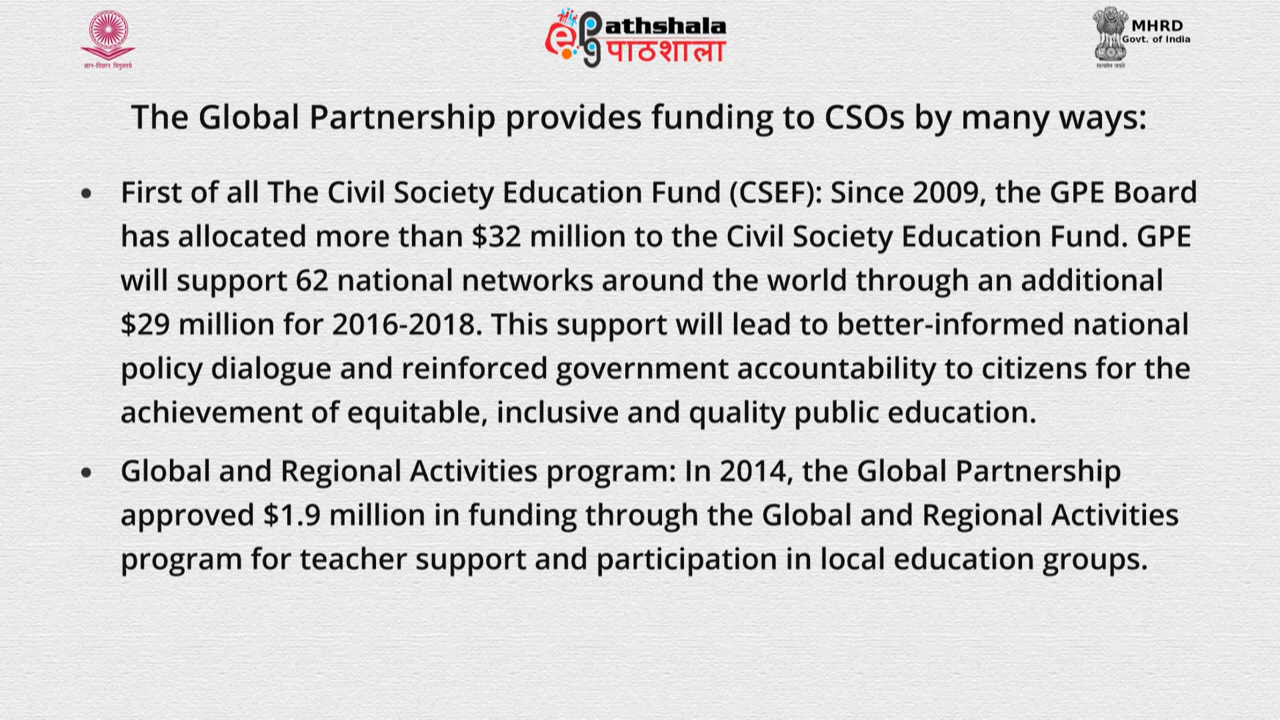 ज्ञान-विज्ञान विमुक्तये
ePG
athshala
पाठशाला
सत्यमेव जयते
MHRD
Govt. of India
The Global Partnership provides funding to CSOs by many ways:
• First of all The Civil Society Education Fund (CSEF): Since 2009, the GPE Board
has allocated more than $32 million to the Civil Society Education Fund. GPE
will support 62 national networks around the world through an additional
$29 million for 2016-2018. This support will lead to better-informed national
policy dialogue and reinforced government accountability to citizens for the
achievement of equitable, inclusive and quality public education.
• Global and Regional Activities program: In 2014, the Global Partnership
approved $1.9 million in funding through the Global and Regional Activities
program for teacher support and participation in local education groups.